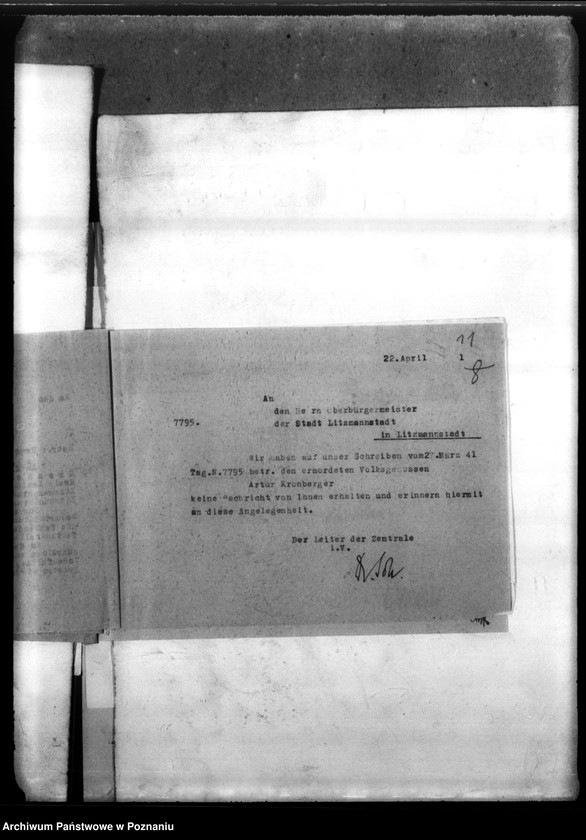 11
22.April 1
8
An
den Herrn Oberbürgermeister
7795. der Stadt Litzmannstadt
in Litzmannstadt
Wir haben auf unser Schreiben vom27.März 41
Tag.N.7795 betr. den ermordeten Volksgenossen
Artur Kronberger
keine Nachricht von Ihnen erhalten und erinnern hiermit
an diese Angelegenheit.
Der Leiter der Zentrale
i.V.
Archiwum Państwowe w Poznaniu